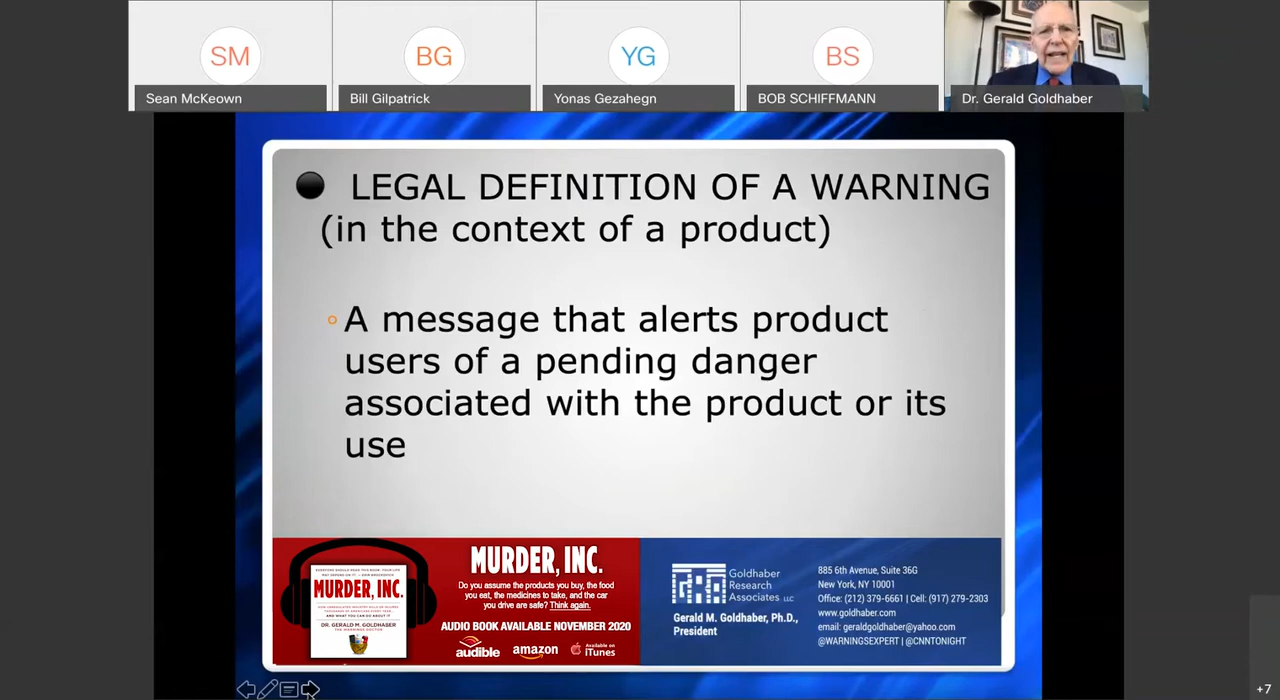 SM
BG
YG
BS
Sean McKeown
Bill Gilpatrick
Yonas Gezahegn
BOB SCHIFFMANN
Dr. Gerald Goldhaber
LEGAL DEFINITION OF A WARNING
(in the context of a product)
A message that alerts product
users of a pending danger
associated with the product or its
use
MURDER, INC.
DR. GERALD M. GOLDHABER
THE WARNINGS DOCTOR
MURDER, INC.
Do you assume the products you buy, the food
you eat, the medicines to take, and the car
you drive are safe? Think again.
AUDIO BOOK AVAILABLE NOVEMBER 2020
audible
amazon
Available on
iTunes
Goldhaber
Research
Associates LLC
Gerald M. Goldhaber, Ph.D.,
President
885 6th Avenue, Suite 36G
New York, NY 10001
Office: (212) 379-6661 | Cell: (917) 279-2303
www.goldhaber.com
email: geraldgoldhaber@yahoo.com
@WARNINGSEXPERT | @CNNTONIGHT
+7